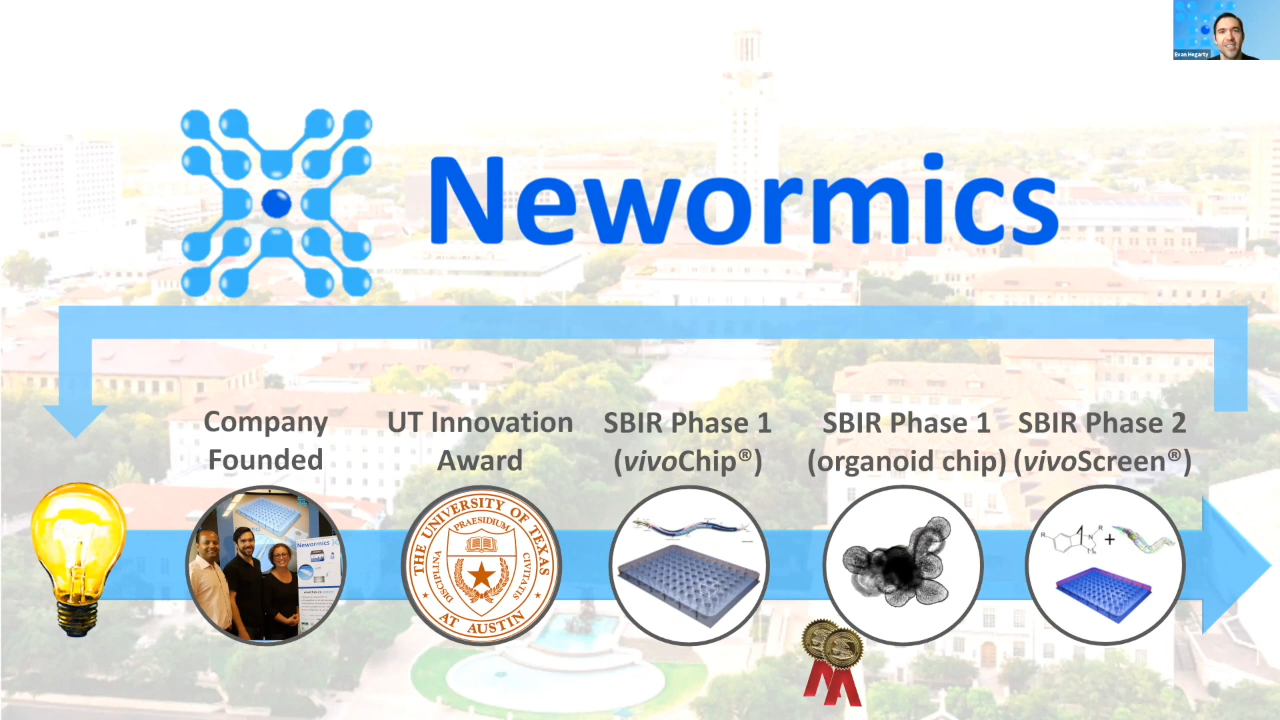 Evan Hegarty
Newormics
Company
Founded
UT Innovation
Award
SBIR Phase 1
(vivoChip®)
SBIR Phase 1
(organoid chip)
SBIR Phase 2
(vivoScreen®)
Newormics
THE UNIVERSITY OF TEXAS
AT AUSTIN
PRAESIDIUM
DISCIPLINA
CIVITATIS
R
R
+